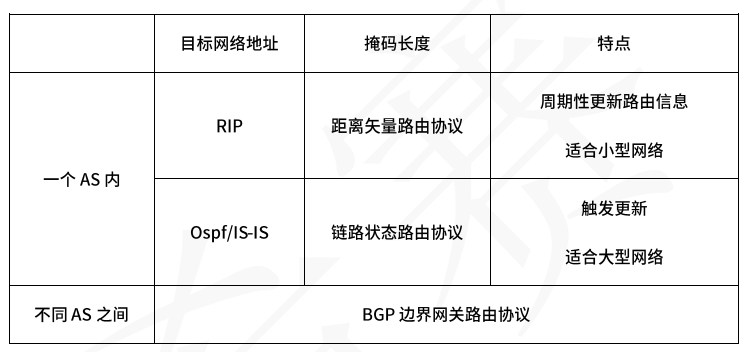 目标网络地址 掩码长度 特点
一个 AS 内
RIP 距离矢量路由协议
周期性更新路由信息
适合小型网络
Ospf/IS-IS 链路状态路由协议
触发更新
适合大型网络
不同 AS 之间 BGP 边界网关路由协议